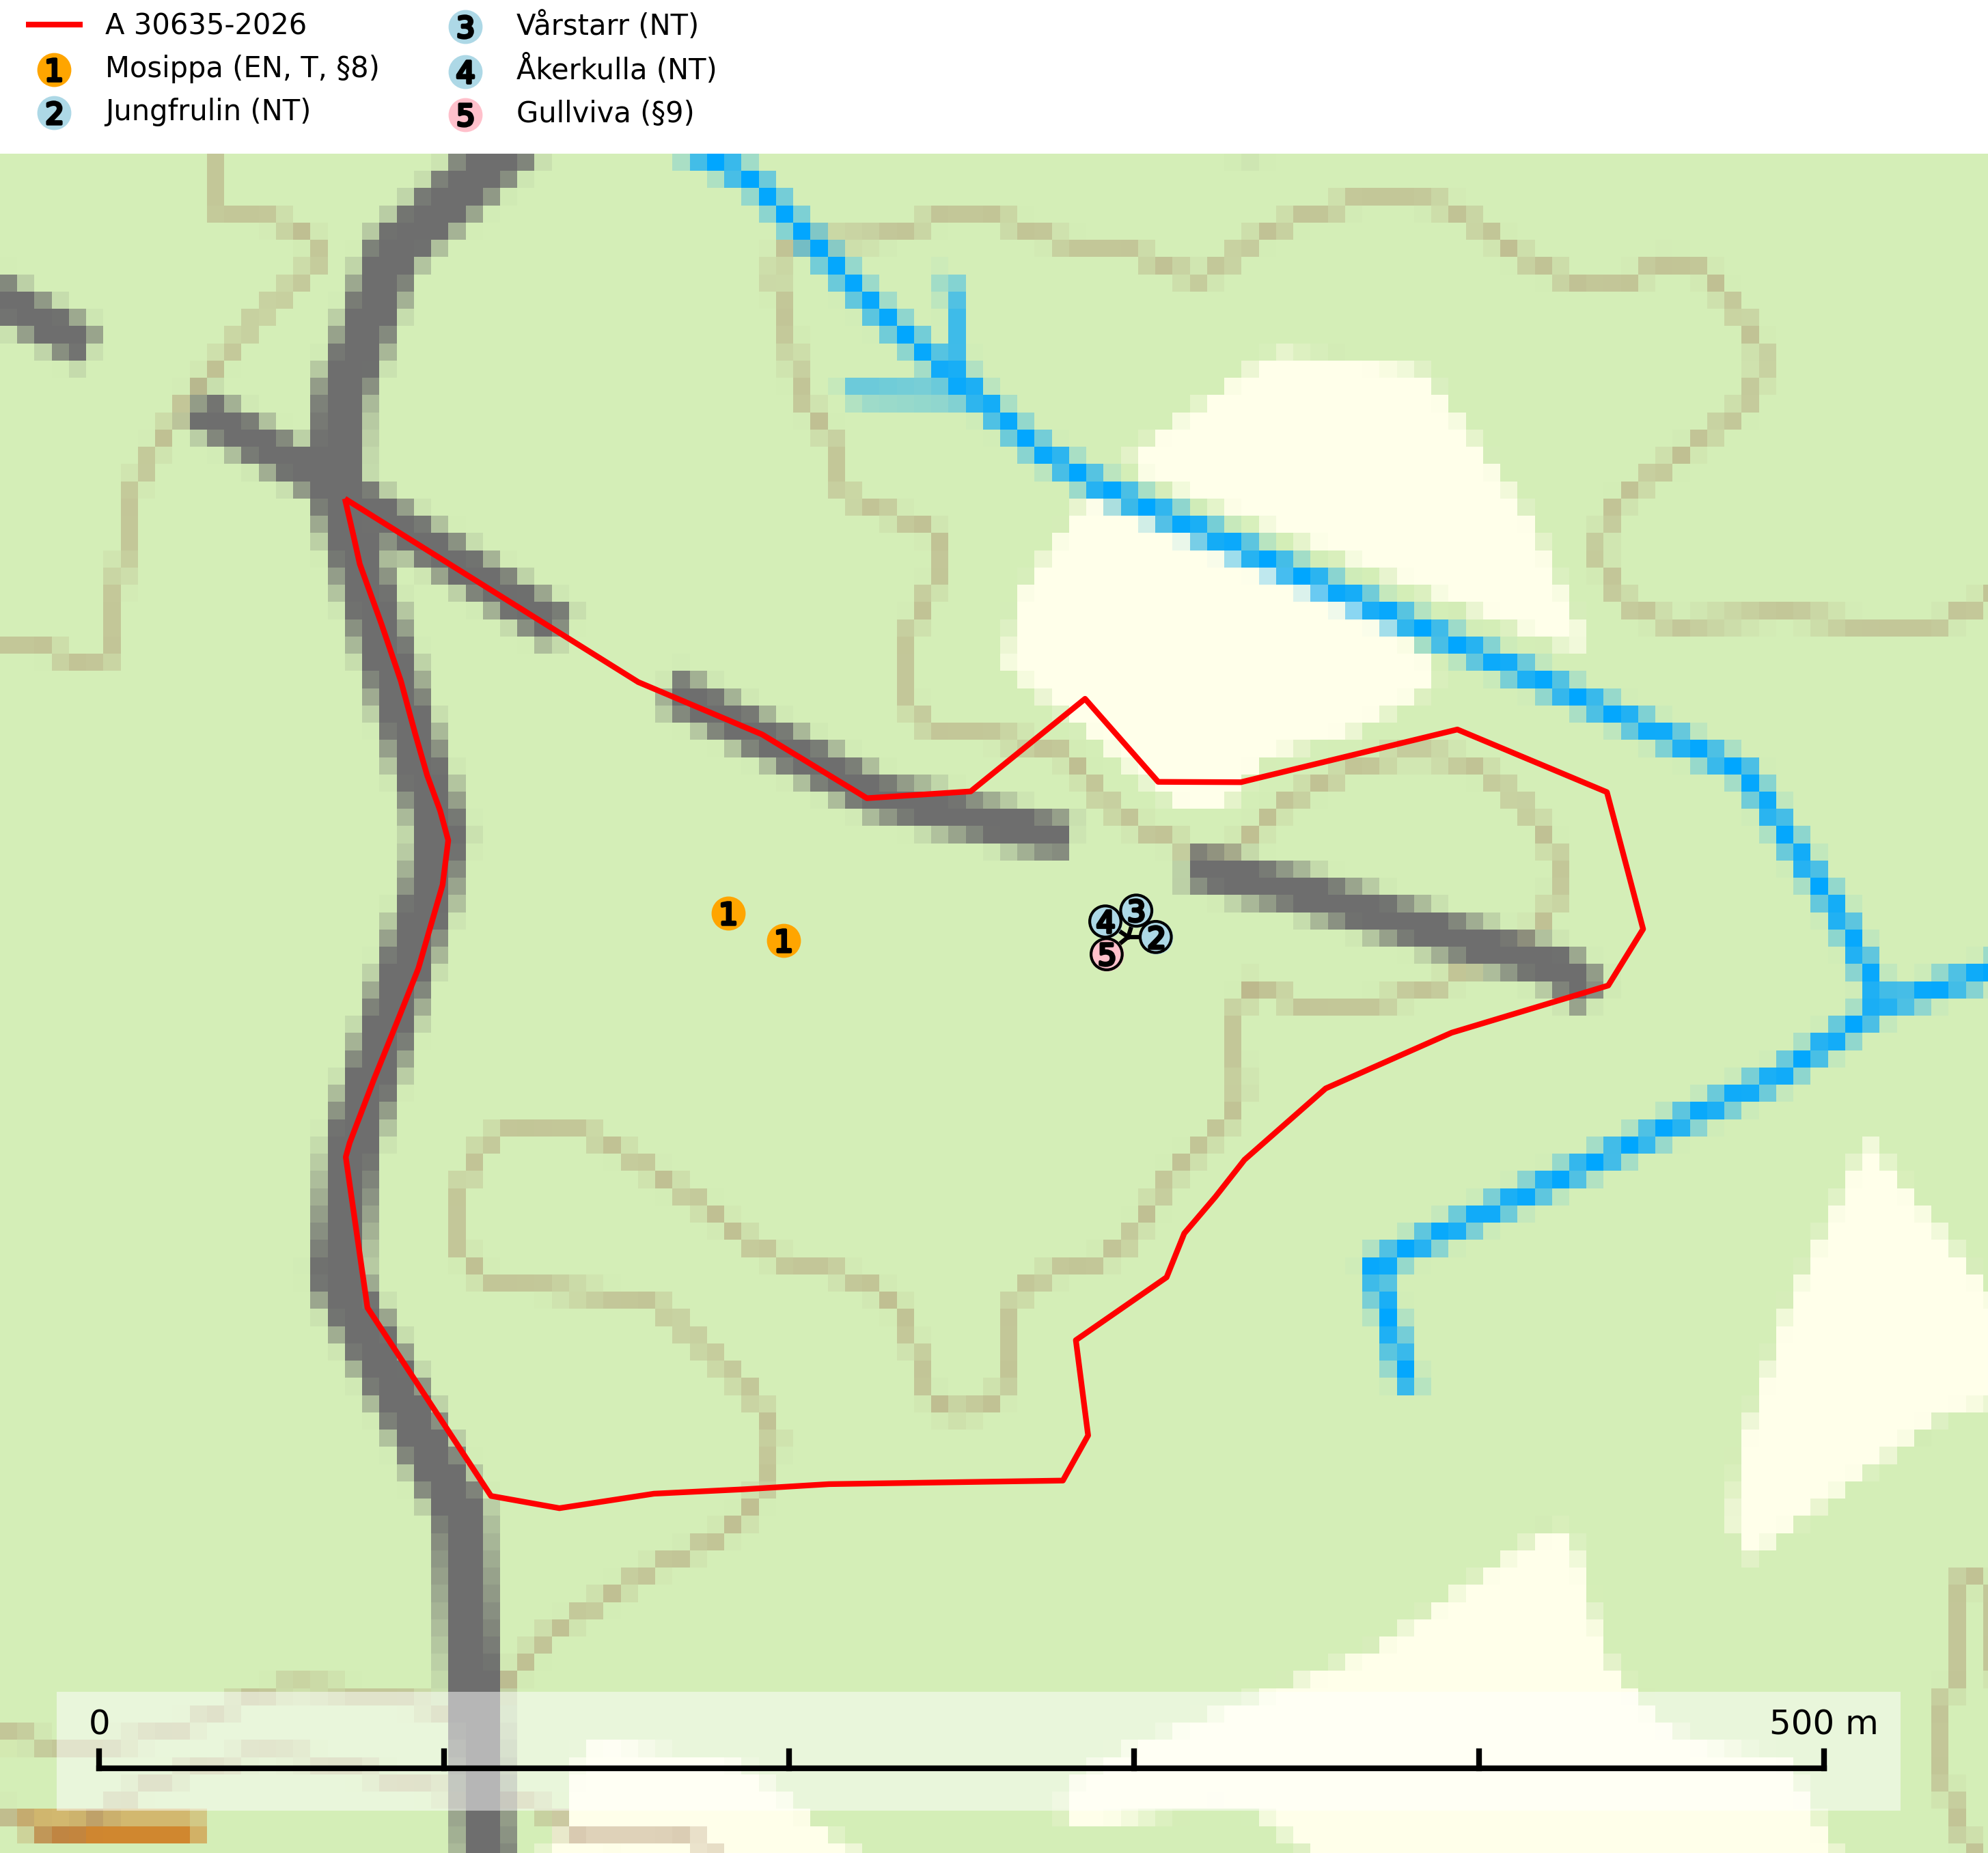 A 30635-2026
1 Mosippa (EN, T, §8)
2 Jungfrulin (NT)
3 Vårstarr (NT)
4 Åkerkulla (NT)
5 Gullviva (§9)
1
1
4 3 2
5
0 500 m